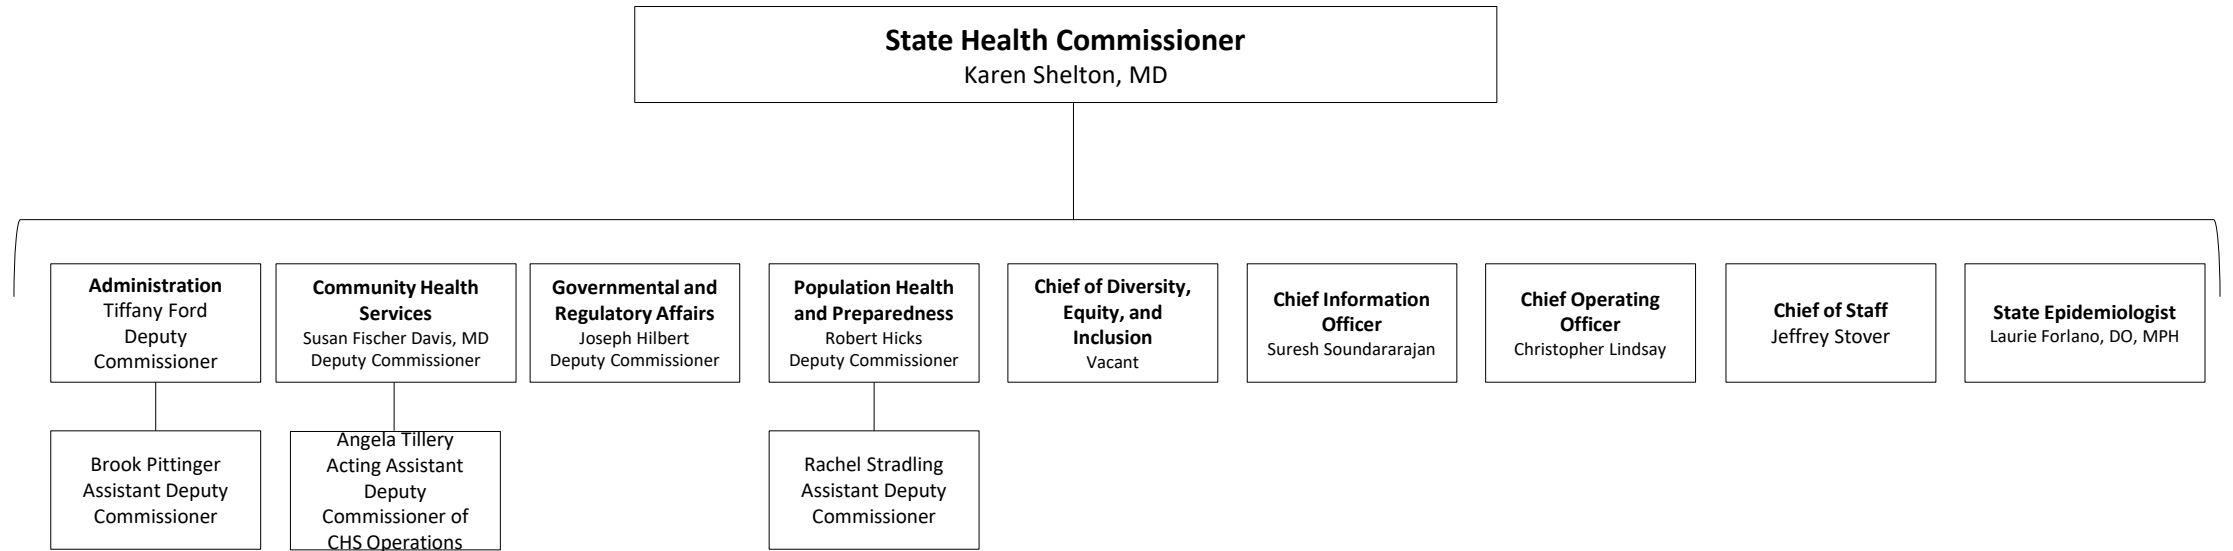 State Health Commissioner
Karen Shelton, MD
Administration
Tiffany Ford
Deputy
Commissioner
Community Health
Services
Susan Fischer Davis, MD
Deputy Commissioner
Governmental and
Regulatory Affairs
Joseph Hilbert
Deputy Commissioner
Population Health
and Preparedness
Robert Hicks
Deputy Commissioner
Chief of Diversity,
Equity, and
Inclusion
Vacant
Chief Information
Officer
Suresh Soundararajan
Chief Operating
Officer
Christopher Lindsay
Chief of Staff
Jeffrey Stover
State Epidemiologist
Laurie Forlano, DO, MPH
Brook Pittinger
Assistant Deputy
Commissioner
Angela Tillery
Acting Assistant
Deputy
Commissioner of
CHS Operations
Rachel Stradling
Assistant Deputy
Commissioner